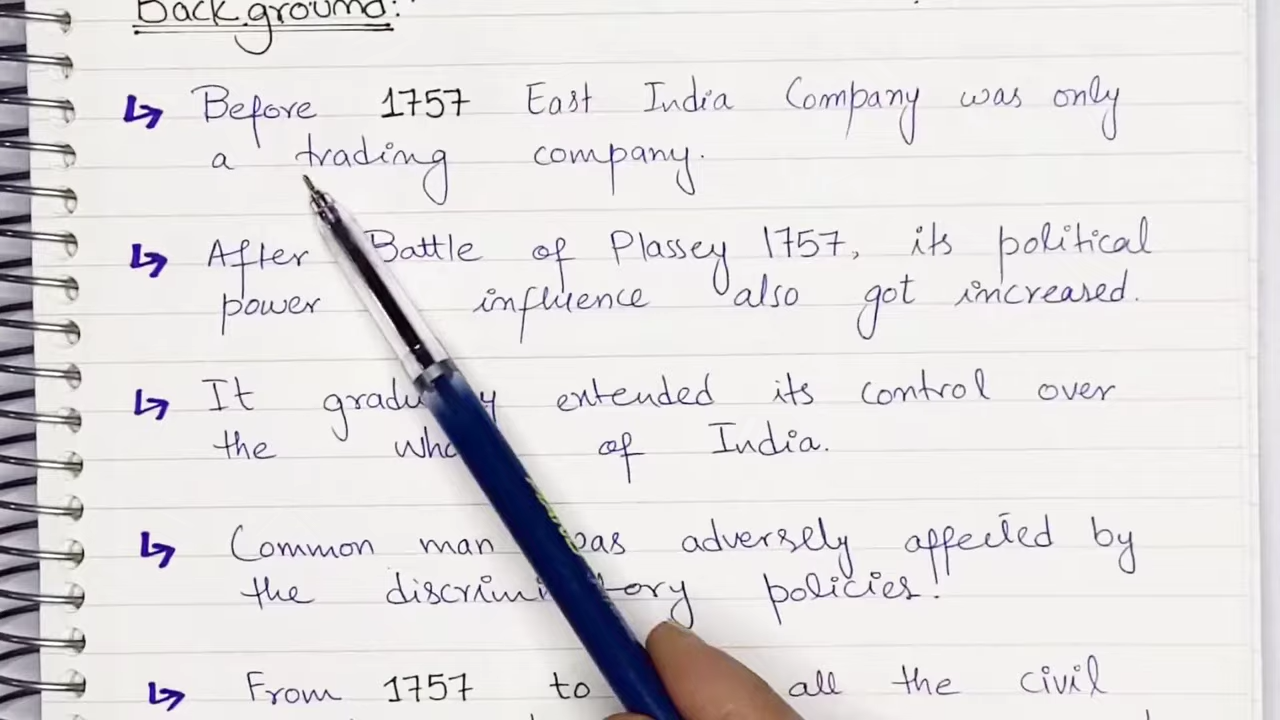 Background:
Before 1757 East India Company was only
a trading company.
After Battle of Plassey 1757, its political
power influence also got increased.
It extended its control over
the of India.
Common man was adversely affected by
the policies!
From 1757 to all the civil